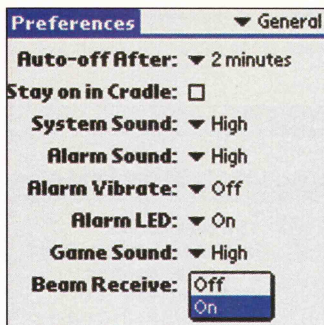 Preferences ▼ General
Auto-off After: ▼ 2 minutes
Stay on in Cradle:
System Sound: ▼ High
Alarm Sound: ▼ High
Alarm Vibrate: ▼ Off
Alarm LED: ▼ On
Game Sound: ▼ High
Beam Receive: Off
On